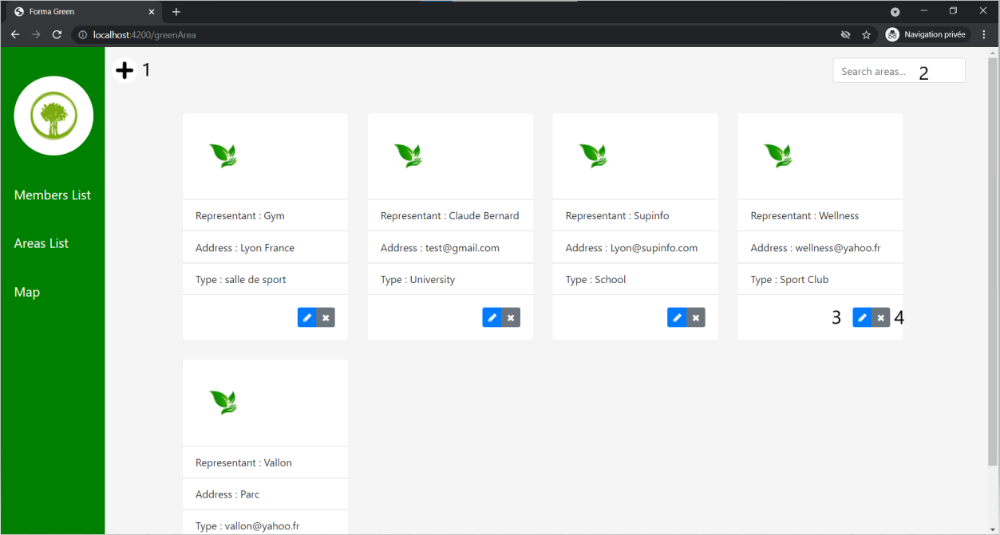 Forma Green
localhost:4200/greenArea
Navigation privée
1
Search areas...
2
Members List
Areas List
Map
Representant : Gym
Address : Lyon France
Type : salle de sport
Representant : Claude Bernard
Address : test@gmail.com
Type : University
Representant : Supinfo
Address : Lyon@supinfo.com
Type : School
Representant : Wellness
Address : wellness@yahoo.fr
Type : Sport Club
3
4
Representant : Vallon
Address : Parc
Type : vallon@yahoo.fr